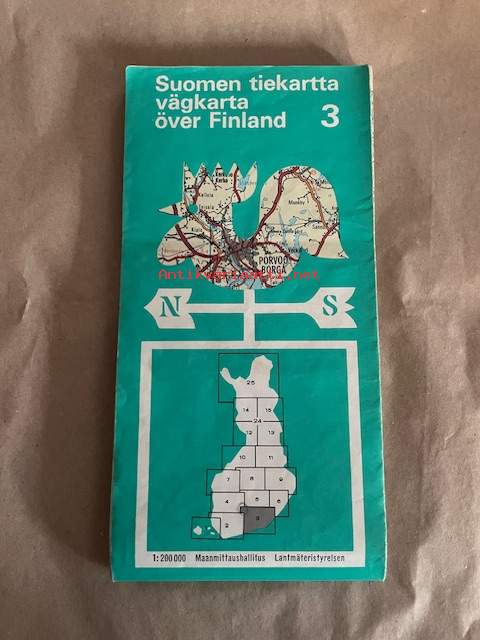 Suomen tiekartta
vägkarta
över Finland 3
PORVOO
BORGÅ
Antikvariaatti.net
N S
25
14 15
24
12 13
10 11
7 8 9
4 5 6
2 3
1:200 000 Maanmittaushallitus Lantmäteristyrelsen